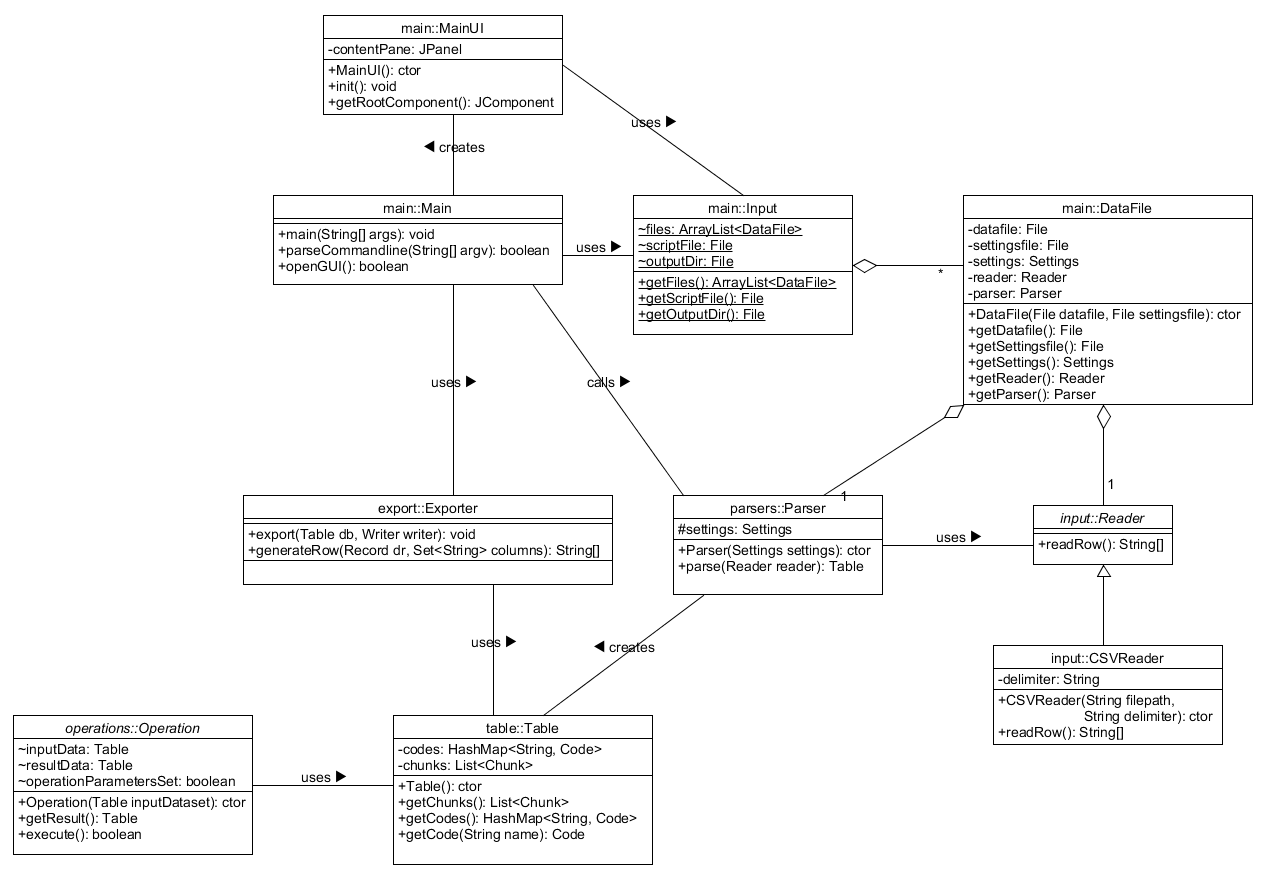 main::MainUI
-contentPane: JPanel
+MainUI(): ctor
+init(): void
+getRootComponent(): JComponent
uses ▶
◀ creates
main::Main
+main(String[] args): void
+parseCommandline(String[] argv): boolean
+openGUI(): boolean
uses ▶
main::Input
~files: ArrayList<DataFile>
~scriptFile: File
~outputDir: File
+getFiles(): ArrayList<DataFile>
+getScriptFile(): File
+getOutputDir(): File
*
main::DataFile
-datafile: File
-settingsfile: File
-settings: Settings
-reader: Reader
-parser: Parser
+DataFile(File datafile, File settingsfile): ctor
+getDatafile(): File
+getSettingsfile(): File
+getSettings(): Settings
+getReader(): Reader
+getParser(): Parser
uses ▶
calls ▶
1
1
export::Exporter
+export(Table db, Writer writer): void
+generateRow(Record dr, Set<String> columns): String[]
parsers::Parser
#settings: Settings
+Parser(Settings settings): ctor
+parse(Reader reader): Table
uses ▶
input::Reader
+readRow(): String[]
uses ▶
◀ creates
input::CSVReader
-delimiter: String
+CSVReader(String filepath,
String delimiter): ctor
+readRow(): String[]
operations::Operation
~inputData: Table
~resultData: Table
~operationParametersSet: boolean
+Operation(Table inputDataset): ctor
+getResult(): Table
+execute(): boolean
uses ▶
table::Table
-codes: HashMap<String, Code>
-chunks: List<Chunk>
+Table(): ctor
+getChunks(): List<Chunk>
+getCodes(): HashMap<String, Code>
+getCode(String name): Code